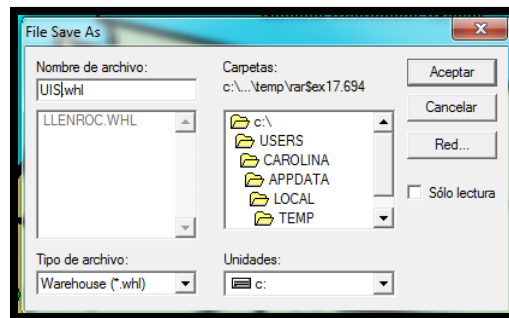 File Save As
Nombre de archivo:
UIS.whl
LLENROC.WHL
Tipo de archivo:
Warehouse (*.whl)
Carpetas:
c:\...\temp\rar$ex17.694
c:\
USERS
CAROLINA
APPDATA
LOCAL
TEMP
Unidades:
c:
Aceptar
Cancelar
Red...
Sólo lectura